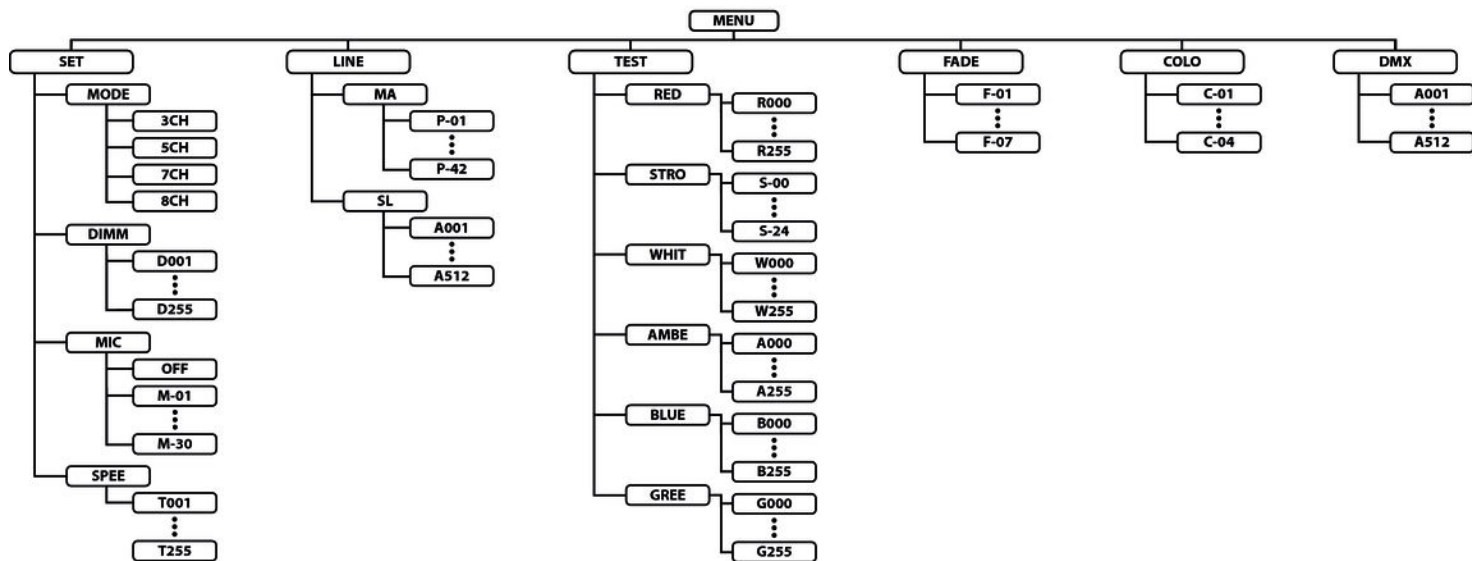 MENU
SET
MODE
3CH
5CH
7CH
8CH
DIMM
D001
D255
MIC
OFF
M-01
M-30
SPEE
T001
T255
LINE
MA
P-01
P-42
SL
A001
A512
TEST
RED
R000
R255
STRO
S-00
S-24
WHIT
W000
W255
AMBE
A000
A255
BLUE
B000
B255
GREE
G000
G255
FADE
F-01
F-07
COLO
C-01
C-04
DMX
A001
A512